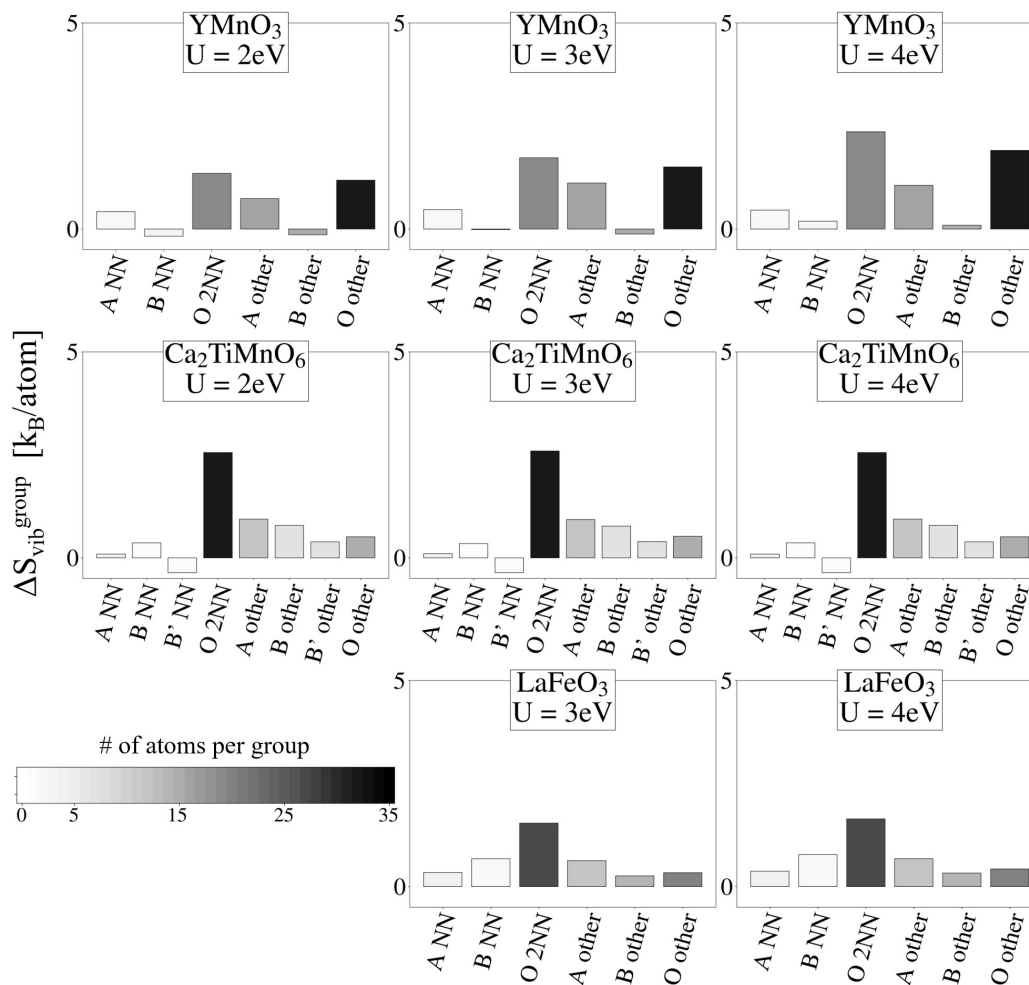 YMnO₃
U = 2eV
5
0
A NN
B NN
O 2NN
A other
B other
O other
YMnO₃
U = 3eV
5
0
A NN
B NN
O 2NN
A other
B other
O other
YMnO₃
U = 4eV
5
0
A NN
B NN
O 2NN
A other
B other
O other
ΔS_vib^group [k_B/atom]
Ca₂TiMnO₆
U = 2eV
5
0
A NN
B NN
B' NN
O 2NN
A other
B other
B' other
O other
Ca₂TiMnO₆
U = 3eV
5
0
A NN
B NN
B' NN
O 2NN
A other
B other
B' other
O other
Ca₂TiMnO₆
U = 4eV
5
0
A NN
B NN
B' NN
O 2NN
A other
B other
B' other
O other
# of atoms per group
0 5 15 25 35
LaFeO₃
U = 3eV
5
0
A NN
B NN
O 2NN
A other
B other
O other
LaFeO₃
U = 4eV
5
0
A NN
B NN
O 2NN
A other
B other
O other